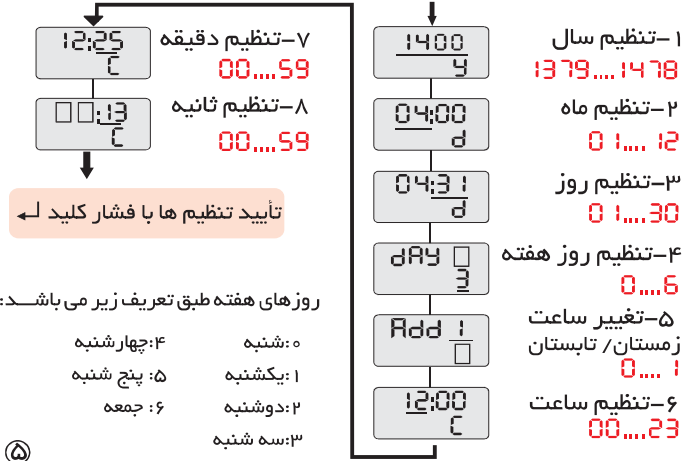 ۱-تنظیم سال
1379....1478
1400
y
۲-تنظیم ماه
01....12
04:00
d
۳-تنظیم روز
01....30
04:31
d
۴-تنظیم روز هفته
0....6
dAY
3
۵-تغییر ساعت
زمستان/ تابستان
0....1
Add 1
۶-تنظیم ساعت
00....23
12:00
C
۷-تنظیم دقیقه
00....59
12:25
C
۸-تنظیم ثانیه
00....59
:13
C
تأیید تنظیم ها با فشار کلید ↵
روزهای هفته طبق تعریف زیر می باشـــد:
۰:شنبه
۱:یکشنبه
۲:دوشنبه
۳:سه شنبه
۴:چهارشنبه
۵: پنج شنبه
۶: جمعه
۵